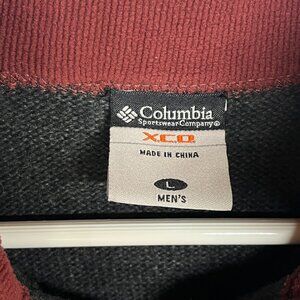 Columbia
Sportswear Company®
XCO
MADE IN CHINA
L
MEN'S